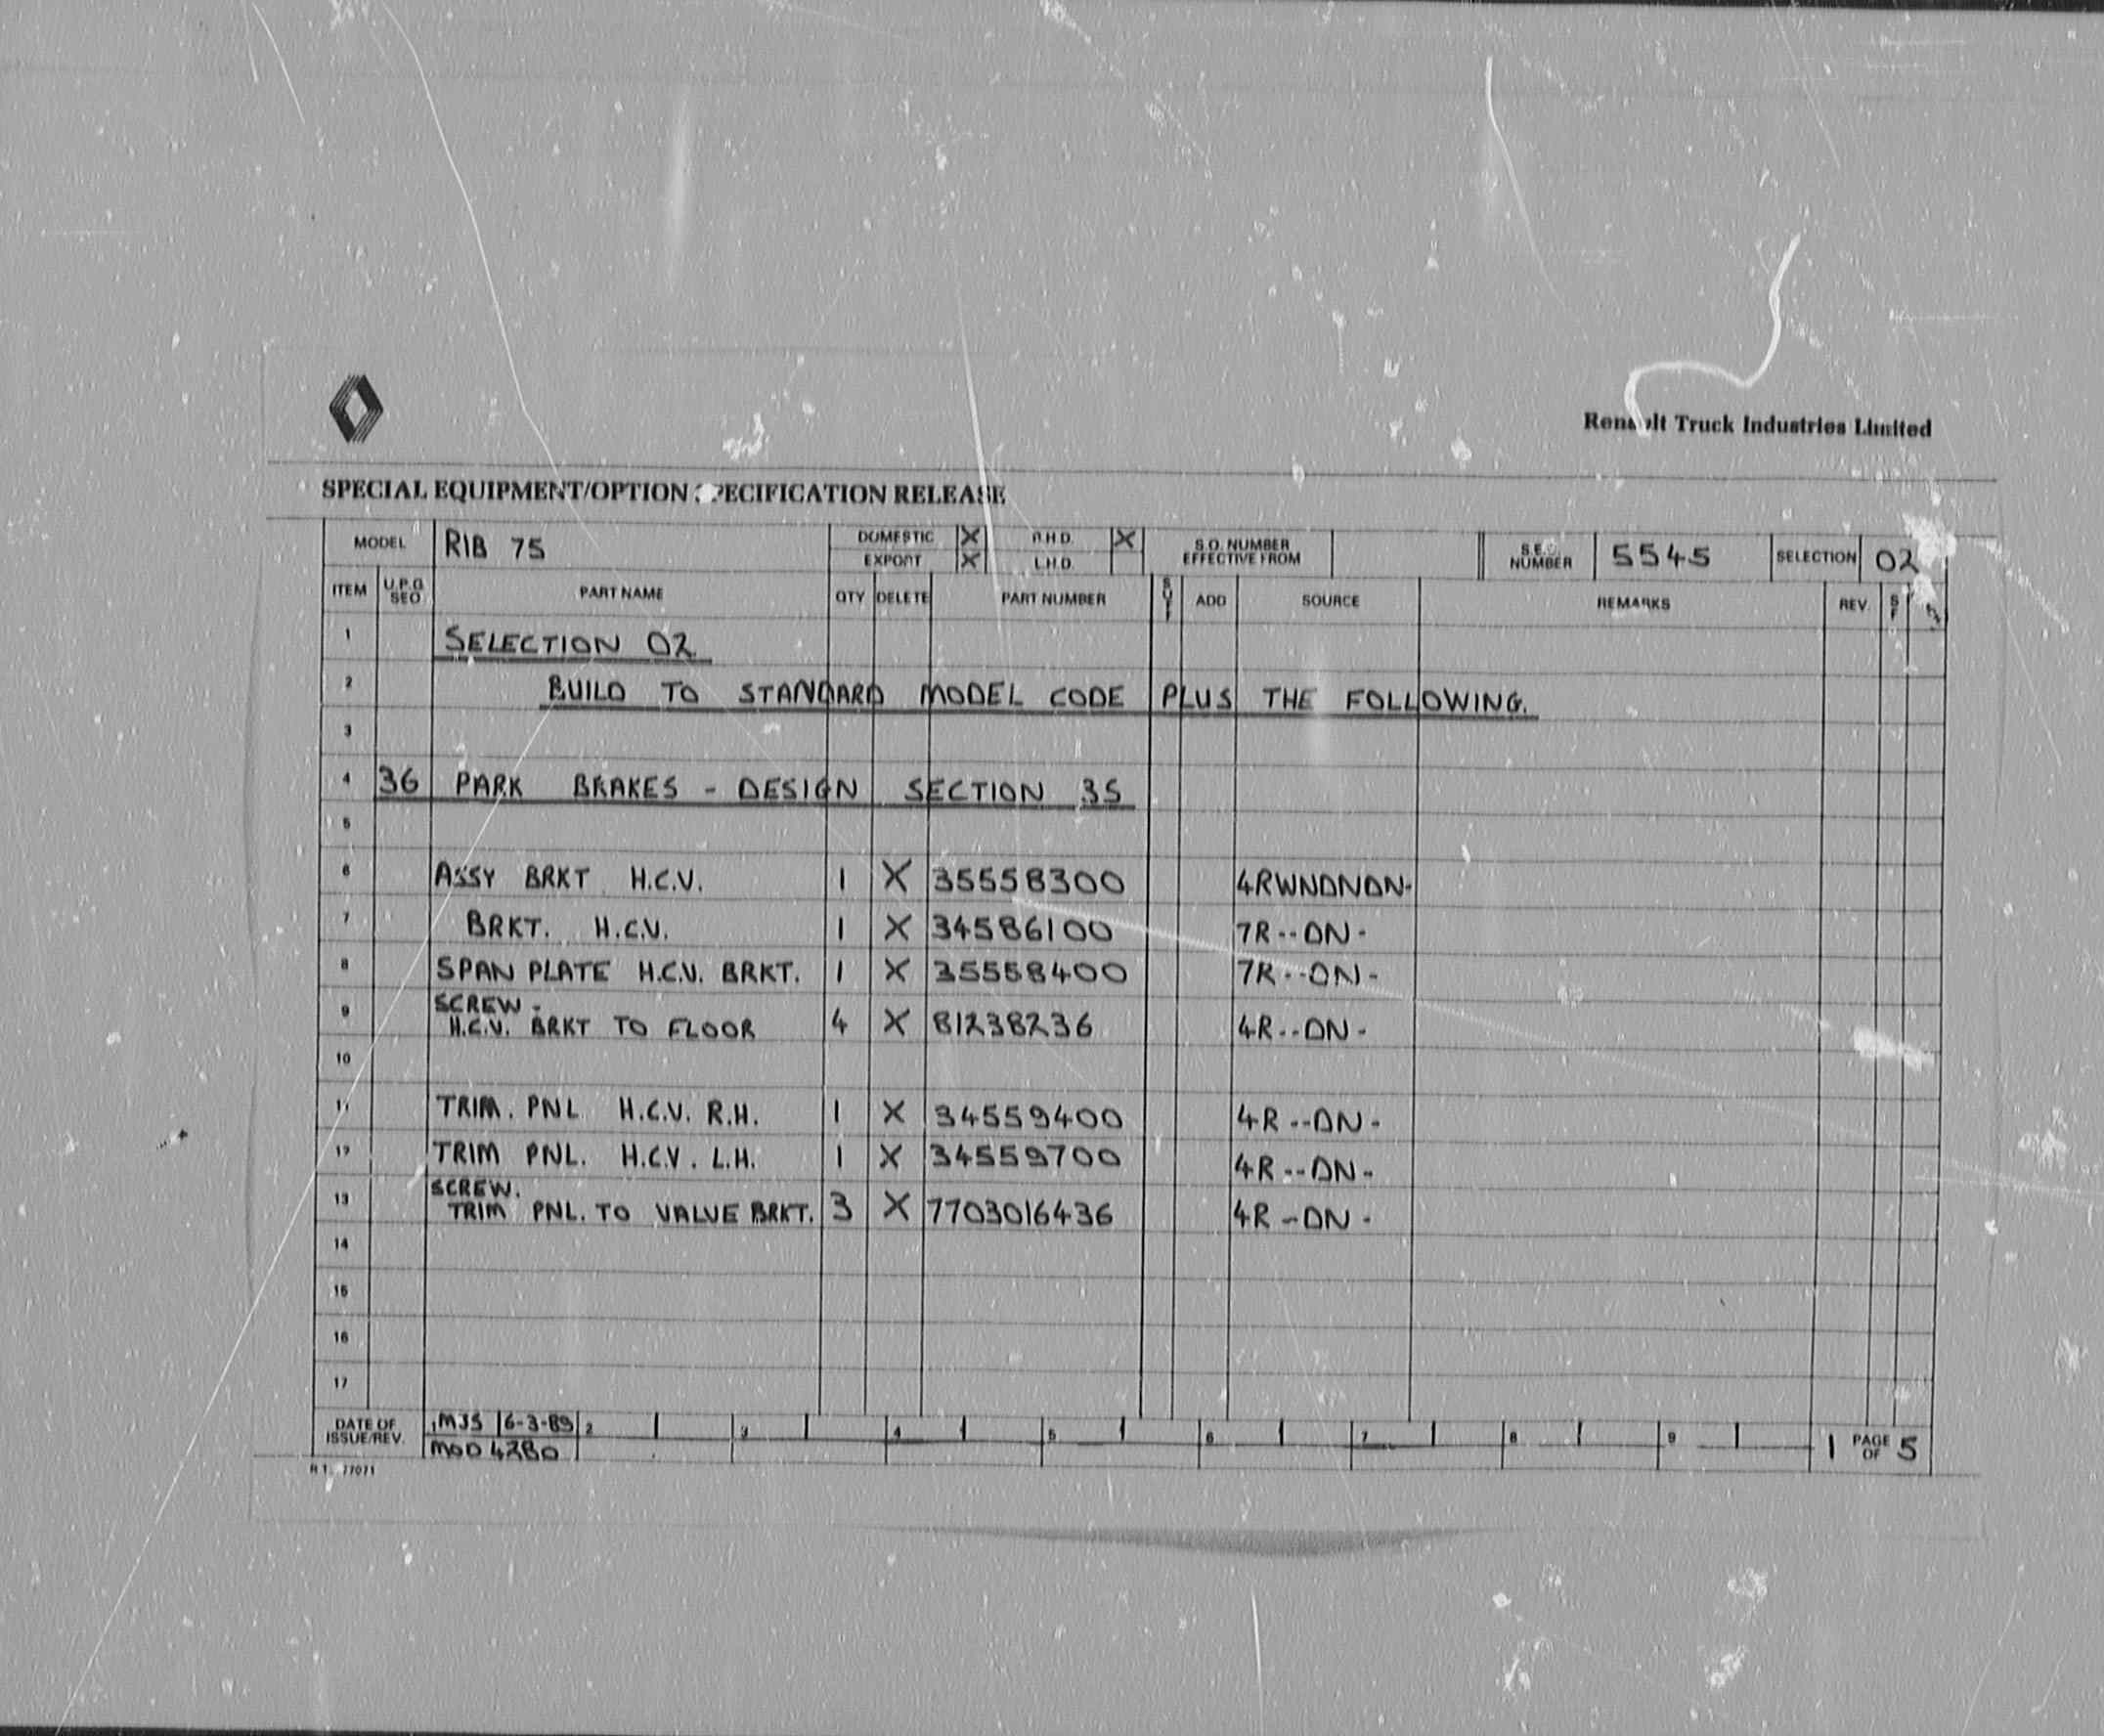 Renault Truck Industries Limited
SPECIAL EQUIPMENT/OPTION SPECIFICATION RELEASE
MODEL RIB 75 DOMESTIC X R.H.D. X S.O. NUMBER EFFECTIVE FROM S.E. NUMBER 5545 SELECTION 02
EXPORT X L.H.D.
ITEM U.P.G SEQ PART NAME QTY DELETE PART NUMBER ADD SOURCE REMARKS REV
1 SELECTION 02
2 BUILD TO STANDARD MODEL CODE PLUS THE FOLLOWING.
3
4 36 PARK BRAKES - DESIGN SECTION 35
5
6 ASSY BRKT H.C.V. 1 X 35558300 4RWNDNDN-
7 BRKT. H.C.V. 1 X 34586100 7R--DN-
8 SPAN PLATE H.C.V. BRKT. 1 X 35558400 7R--DN-
9 SCREW -
H.C.V. BRKT TO FLOOR 4 X 81238236 4R--DN-
10
11 TRIM. PNL H.C.V. R.H. 1 X 34559400 4R--DN-
12 TRIM PNL. H.C.V. L.H. 1 X 34559700 4R--DN-
13 SCREW.
TRIM PNL. TO VALUE BRKT. 3 X 7703016436 4R-DN-
14
15
16
17
DATE OF ISSUE/REV. 1 MJS 6-3-89 2 3 4 5 6 7 8 9 1 PAGE OF 5
MOD 4280
77071